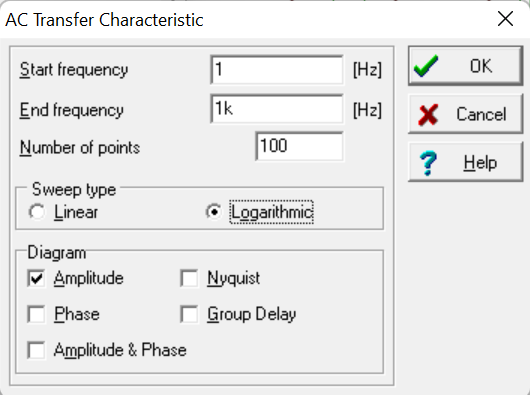 AC Transfer Characteristic
Start frequency 1 [Hz] OK
End frequency 1k [Hz] Cancel
Number of points 100
? Help
Sweep type
Linear Logarithmic
Diagram
Amplitude Nyquist
Phase Group Delay
Amplitude & Phase